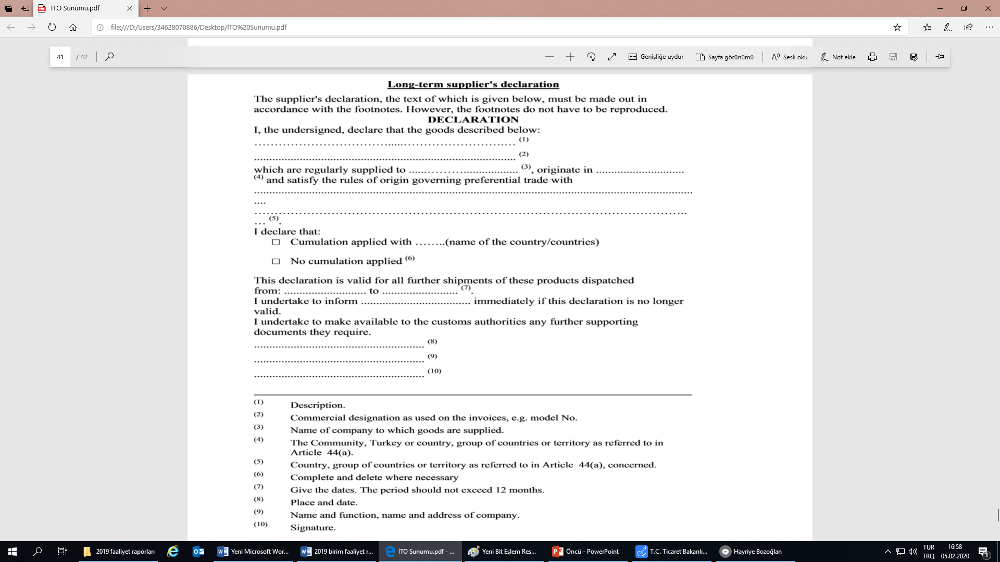 İTO Sunumu.pdf
file:///D:/Users/34628070886/Desktop/İTO%20Sunumu.pdf
41 / 42 Genişliğe uydur Sayfa görünümü Sesli oku Not ekle
Long-term supplier's declaration
The supplier's declaration, the text of which is given below, must be made out in
accordance with the footnotes. However, the footnotes do not have to be reproduced.
DECLARATION
I, the undersigned, declare that the goods described below:
……………………………....…………………….… (1)
...................................................................................... (2)
which are regularly supplied to ......………................... (3), originate in .............................
(4) and satisfy the rules of origin governing preferential trade with
................................................................................................................................................
....
…………………………………………………………………………………………..
… (5).
I declare that:
☐ Cumulation applied with ……..(name of the country/countries)
☐ No cumulation applied (6)
This declaration is valid for all further shipments of these products dispatched
from: ........................... to ......................... (7).
I undertake to inform .................................... immediately if this declaration is no longer
valid.
I undertake to make available to the customs authorities any further supporting
documents they require.
........................................................ (8)
........................................................ (9)
........................................................ (10)
(1) Description.
(2) Commercial designation as used on the invoices, e.g. model No.
(3) Name of company to which goods are supplied.
(4) The Community, Turkey or country, group of countries or territory as referred to in
Article 44(a).
(5) Country, group of countries or territory as referred to in Article 44(a), concerned.
(6) Complete and delete where necessary
(7) Give the dates. The period should not exceed 12 months.
(8) Place and date.
(9) Name and function, name and address of company.
(10) Signature.
2019 faaliyet raporları Yeni Microsoft Wor... 2019 birim faaliyet r... İTO Sunumu.pdf - ... Yeni Bit Eşlem Res... Öncü - PowerPoint T.C. Ticaret Bakanlı... Hayriye Bozoğlan TUR 16:58
TRQ 05.02.2020 1